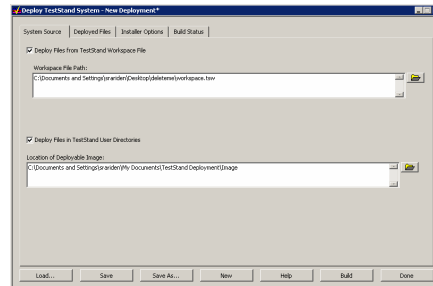 Deploy TestStand System - New Deployment*
System Source Deployed Files Installer Options Build Status
Deploy Files from TestStand Workspace File
Workspace File Path:
C:\Documents and Settings\srariden\Desktop\deleteme\workspace.tsw
Deploy Files in TestStand User Directories
Location of Deployable Image:
C:\Documents and Settings\srariden\My Documents\TestStand Deployment\Image
Load... Save Save As... New Help Build Done